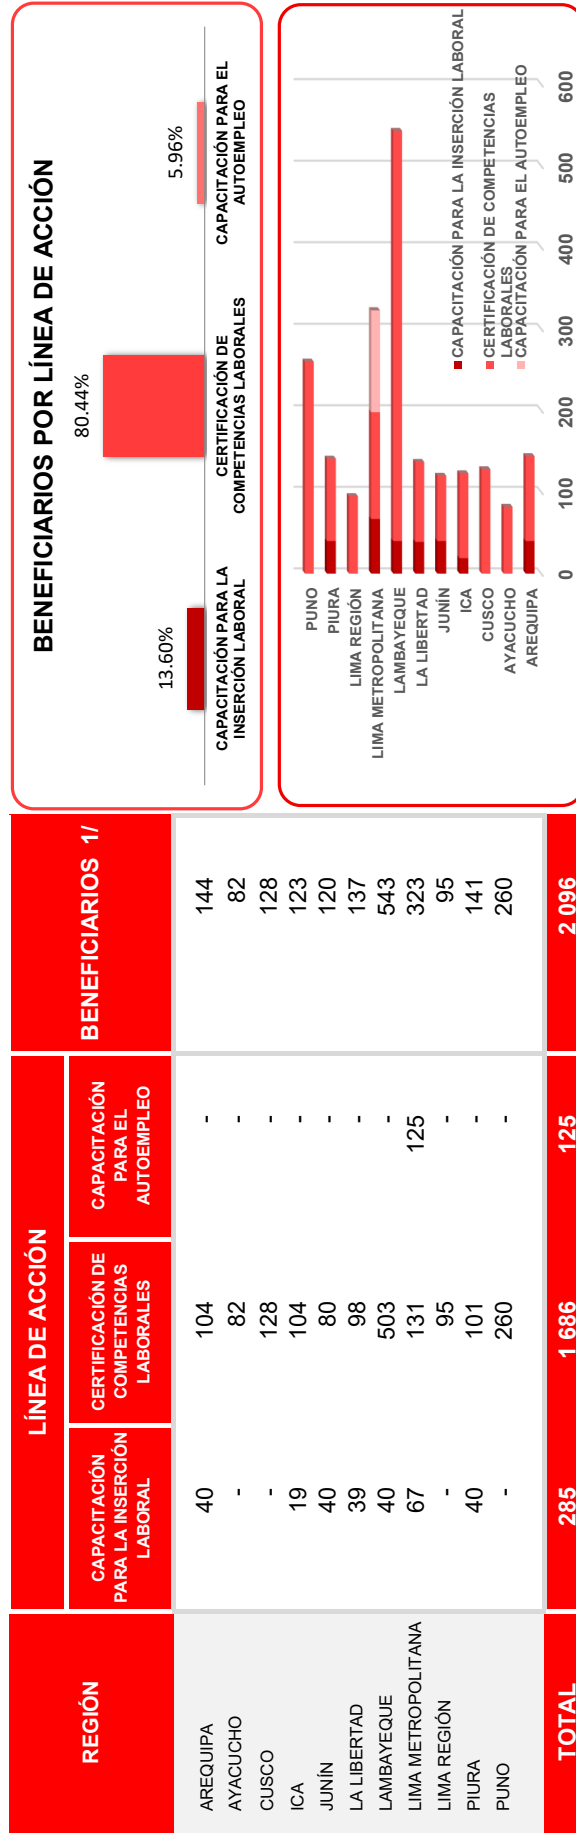 REGIÓN
LÍNEA DE ACCIÓN
BENEFICIARIOS 1/
CAPACITACIÓN
PARA LA INSERCIÓN
LABORAL
CERTIFICACIÓN DE
COMPETENCIAS
LABORALES
CAPACITACIÓN
PARA EL
AUTOEMPLEO
AREQUIPA 40 104 - 144
AYACUCHO - 82 - 82
CUSCO - 128 - 128
ICA 19 104 - 123
JUNÍN 40 80 - 120
LA LIBERTAD 39 98 - 137
LAMBAYEQUE 40 503 - 543
LIMA METROPOLITANA 67 131 125 323
LIMA REGIÓN - 95 - 95
PIURA 40 101 - 141
PUNO - 260 - 260
TOTAL 285 1 686 125 2 096
BENEFICIARIOS POR LÍNEA DE ACCIÓN
13.60%
80.44%
5.96%
CAPACITACIÓN PARA LA
INSERCIÓN LABORAL
CERTIFICACIÓN DE
COMPETENCIAS LABORALES
CAPACITACIÓN PARA EL
AUTOEMPLEO
PUNO
PIURA
LIMA REGIÓN
LIMA METROPOLITANA
LAMBAYEQUE
LA LIBERTAD
JUNÍN
ICA
CUSCO
AYACUCHO
AREQUIPA
CAPACITACIÓN PARA LA INSERCIÓN LABORAL
CERTIFICACIÓN DE COMPETENCIAS
LABORALES
CAPACITACIÓN PARA EL AUTOEMPLEO
0 100 200 300 400 500 600